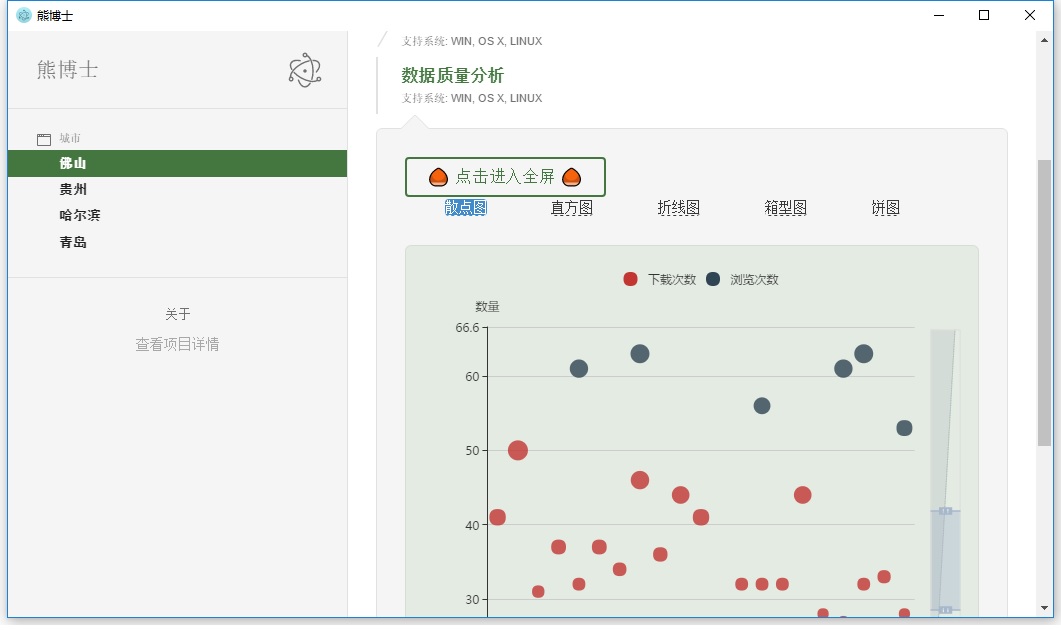 熊博士
熊博士
城市
佛山
贵州
哈尔滨
青岛
关于
查看项目详情
支持系统: WIN, OS X, LINUX
数据质量分析
支持系统: WIN, OS X, LINUX
点击进入全屏
散点图 直方图 折线图 箱型图 饼图
下载次数 浏览次数
数量
66.6
60
50
40
30